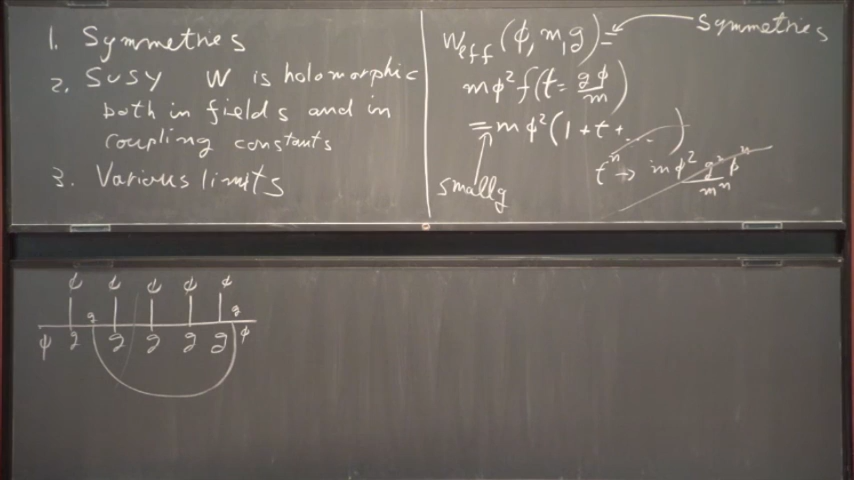 1. Symmetries
2. SUSY W is holomorphic
both in fields and in
coupling constants
3. Various limits
W_eff (ϕ, m, g) =
Symmetries
mϕ² f(t = gϕ/m)
= mϕ² (1 + t + ... )
small g
tⁿ → mϕ² gⁿϕⁿ/mⁿ
ϕ ϕ ϕ ϕ ϕ
g g
ϕ g g g g g ϕ